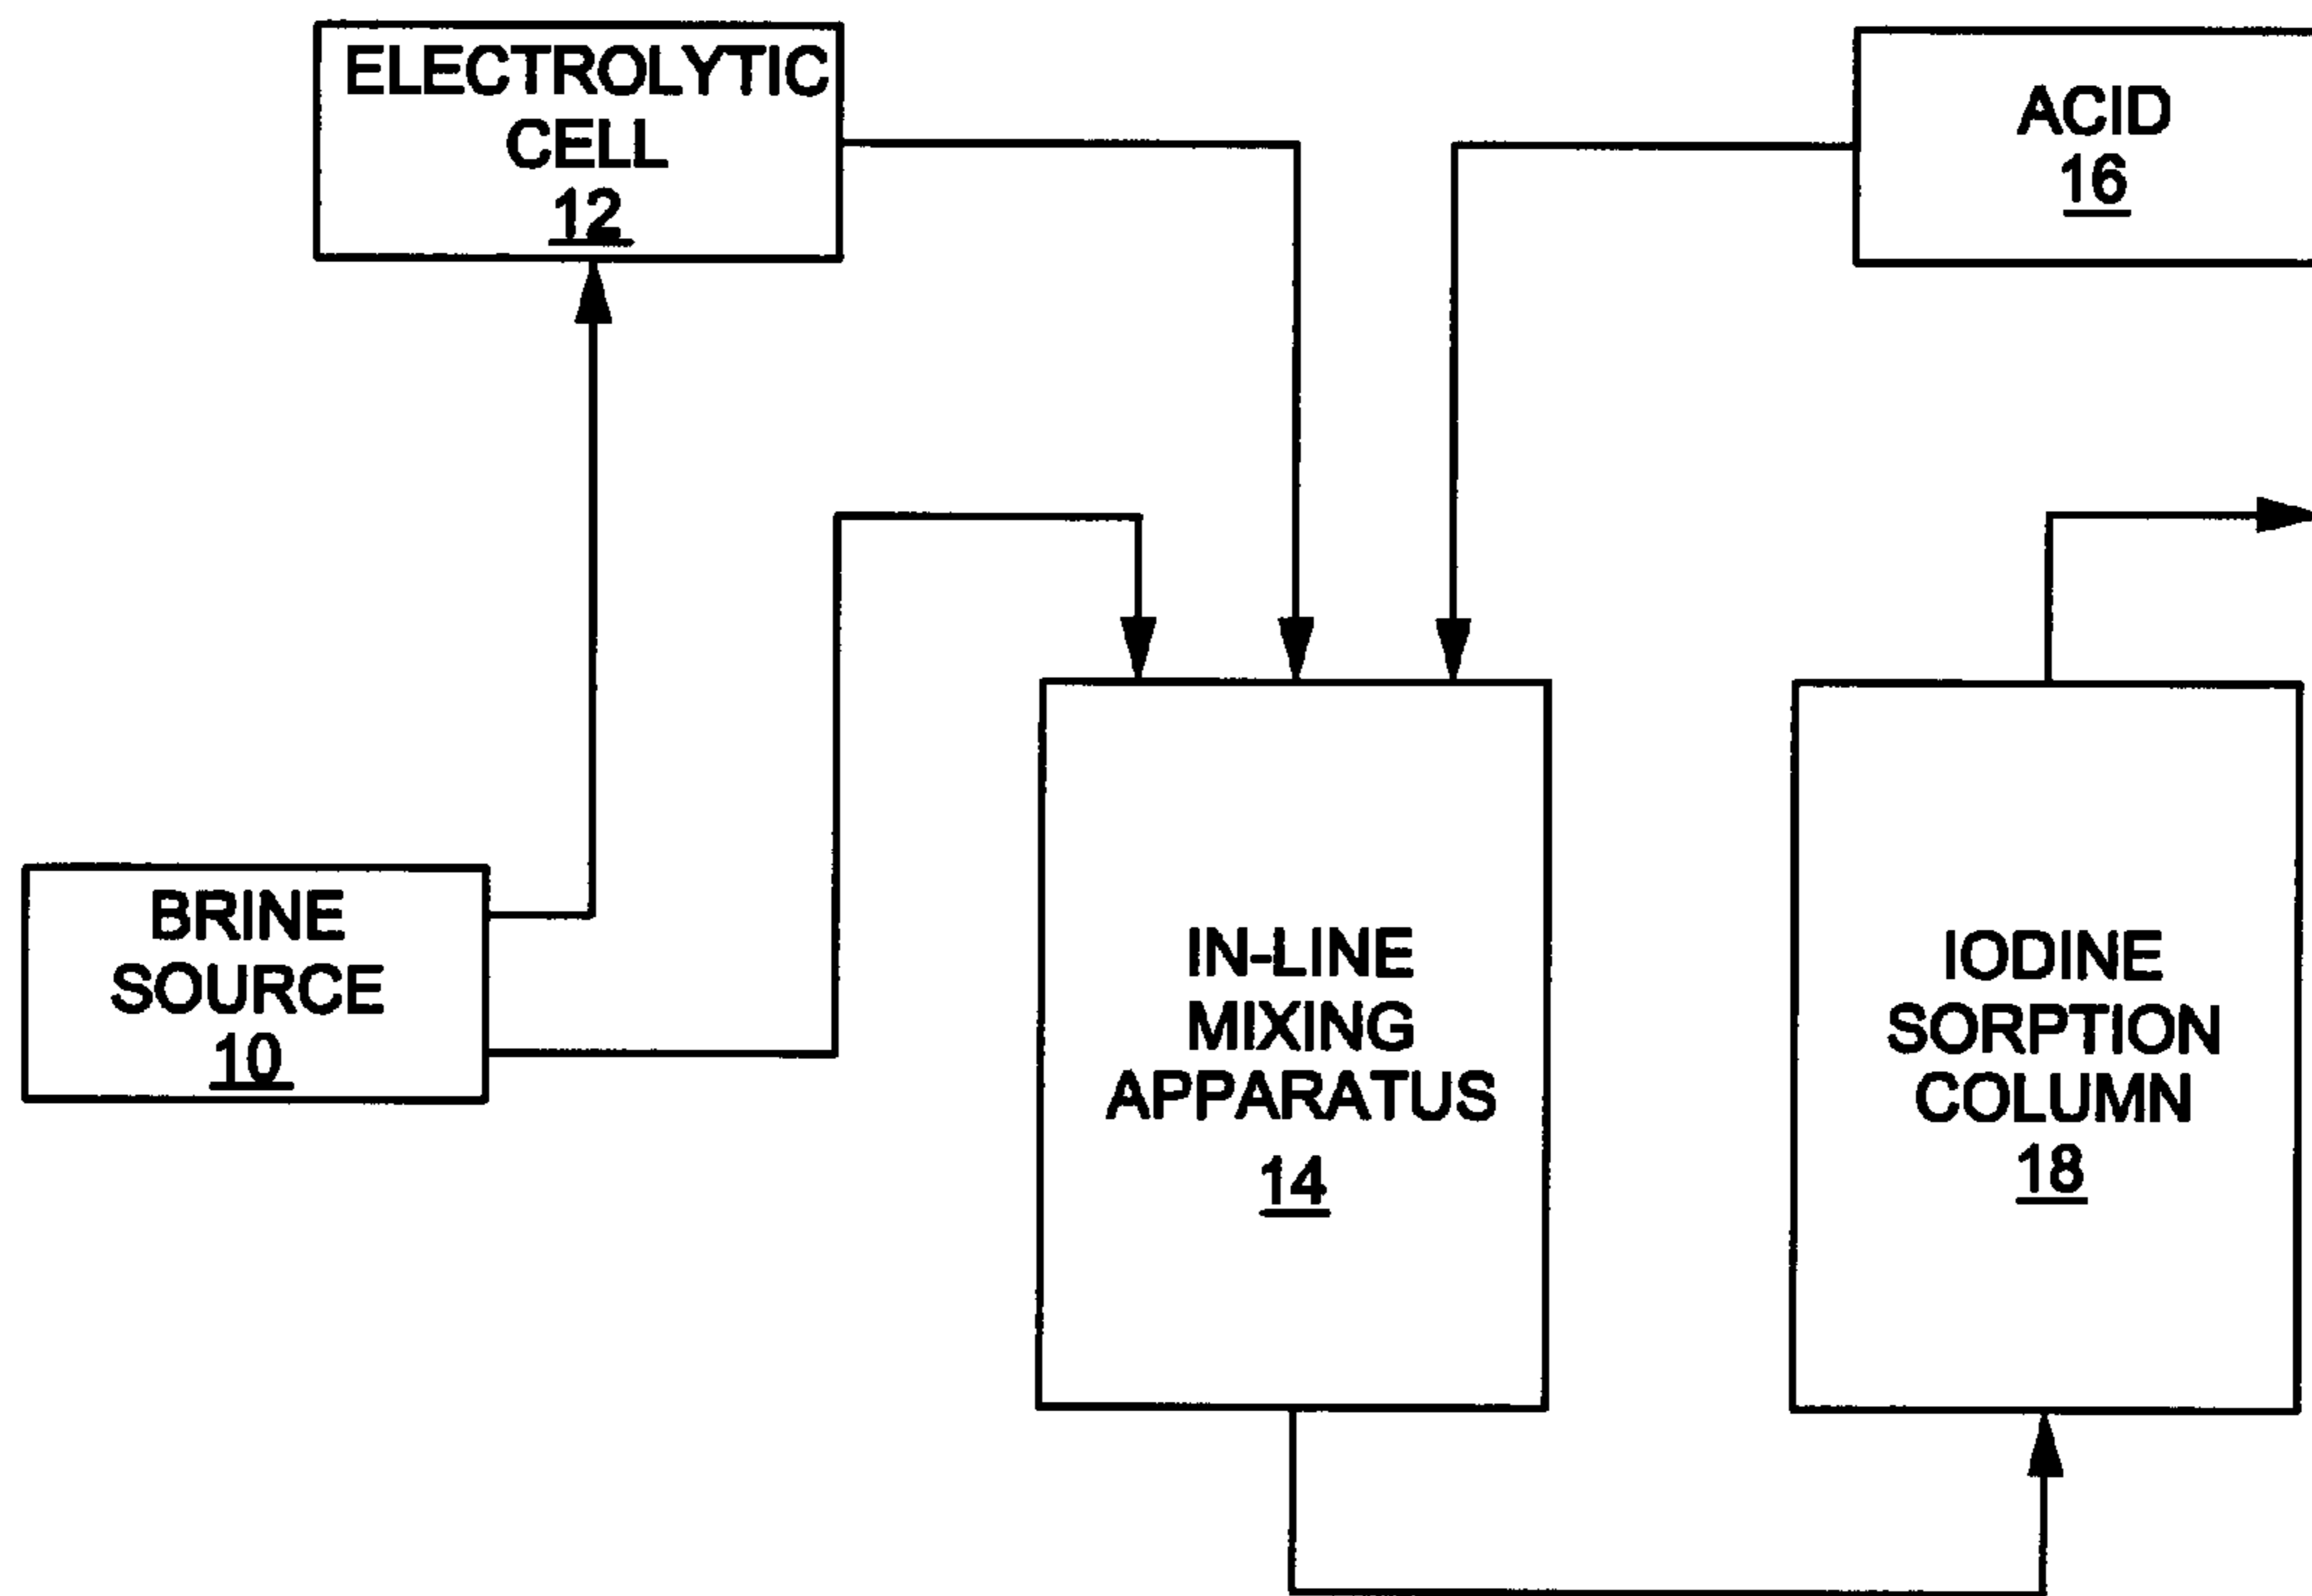 ELECTROLYTIC
CELL
12
ACID
16
BRINE
SOURCE
10
IN-LINE
MIXING
APPARATUS
14
IODINE
SORPTION
COLUMN
18